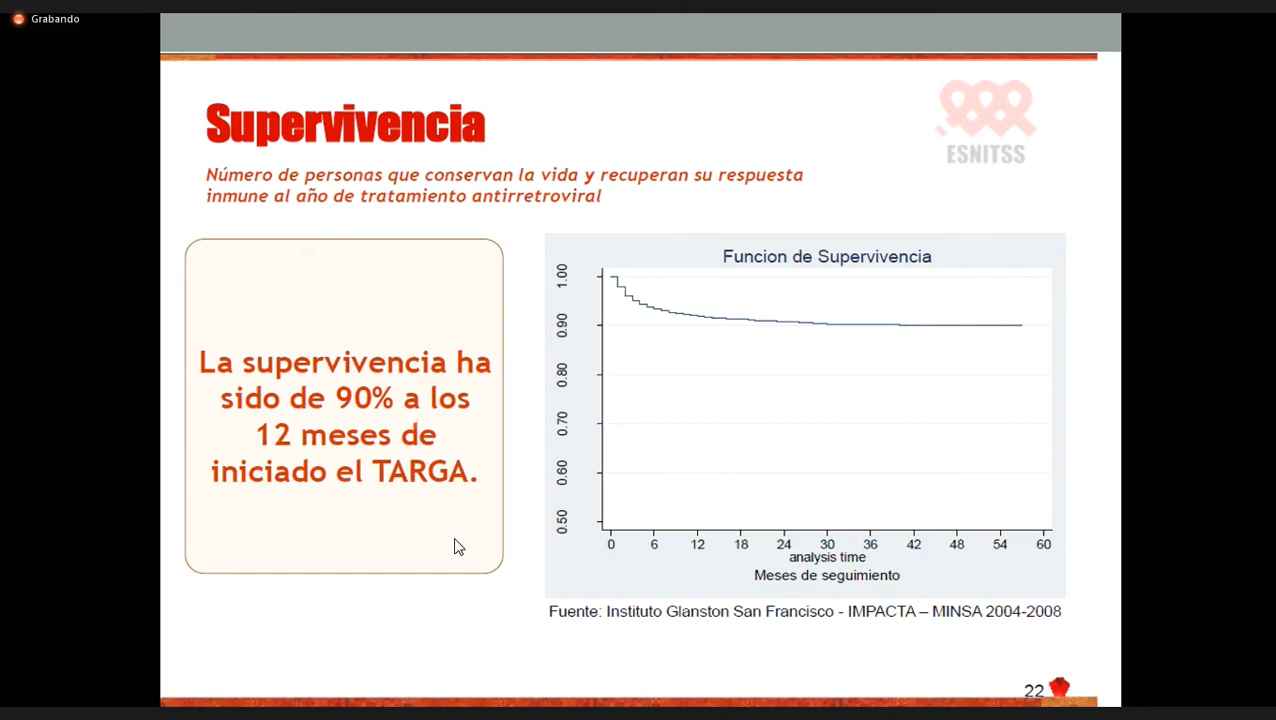 Grabando
Supervivencia
ESNITSS
Número de personas que conservan la vida y recuperan su respuesta
inmune al año de tratamiento antirretroviral
La supervivencia ha
sido de 90% a los
12 meses de
iniciado el TARGA.
Funcion de Supervivencia
1.00
0.90
0.80
0.70
0.60
0.50
0 6 12 18 24 30 36 42 48 54 60
analysis time
Meses de seguimiento
Fuente: Instituto Glanston San Francisco - IMPACTA – MINSA 2004-2008
22